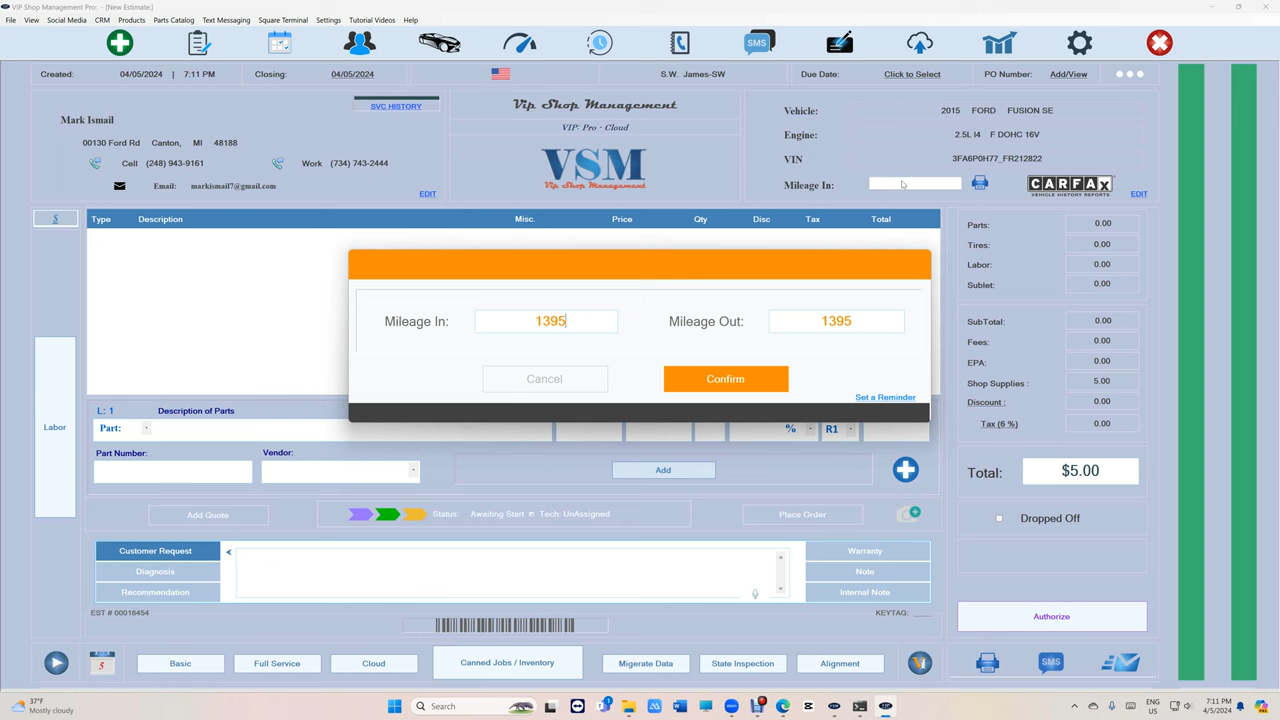 VIP Shop Management Pro: - [New Estimate:]
File View Social Media CRM Products Parts Catalog Text Messaging Square Terminal Settings Tutorial Videos Help
SMS
Created: 04/05/2024 | 7:11 PM Closing: 04/05/2024 S.W. James-SW Due Date: Click to Select PO Number: Add/View
SVC HISTORY
Mark Ismail
00130 Ford Rd Canton, MI 48188
Cell (248) 943-9161 Work (734) 743-2444
Email: markismail7@gmail.com
EDIT
Vip Shop Management
VIP: Pro - Cloud
VSM
Vip Shop Management
Vehicle: 2015 FORD FUSION SE
Engine: 2.5L I4 F DOHC 16V
VIN 3FA6P0H77_FR212822
Mileage In: CARFAX
VEHICLE HISTORY REPORTS
EDIT
$ Type Description Misc. Price Qty Disc Tax Total
Mileage In: 1395 Mileage Out: 1395
Cancel Confirm
Set a Reminder
Labor
L: 1 Description of Parts
Part: % R1
Part Number: Vendor:
Add
Add Quote Status: Awaiting Start Tech: UnAssigned Place Order
Customer Request Warranty
Diagnosis Note
Recommendation Internal Note
EST # 00016454 KEYTAG: ____
Parts: 0.00
Tires: 0.00
Labor: 0.00
Sublet: 0.00
SubTotal: 0.00
Fees: 0.00
EPA: 0.00
Shop Supplies: 5.00
Discount: 0.00
Tax (6 %) 0.00
Total: $5.00
Dropped Off
Authorize
5 Basic Full Service Cloud Canned Jobs / Inventory Migerate Data State Inspection Alignment SMS
37°F
Mostly cloudy
Search
ENG
US
7:11 PM
4/5/2024